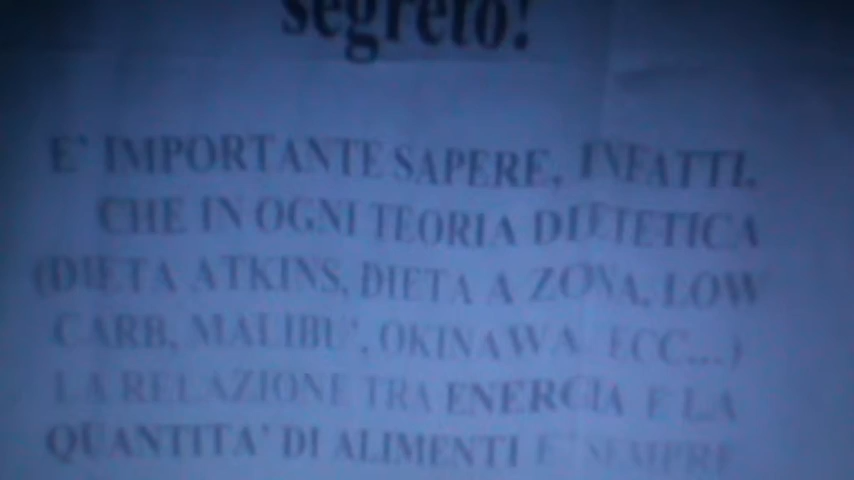 segreto!
E' IMPORTANTE SAPERE, INFATTI,
CHE IN OGNI TEORIA DIETETICA
(DIETA ATKINS, DIETA A ZONA, LOW
CARB, MALIBU', OKINAWA ECC...)
LA RELAZIONE TRA ENERGIA E LA
QUANTITA' DI ALIMENTI E' SEMPRE